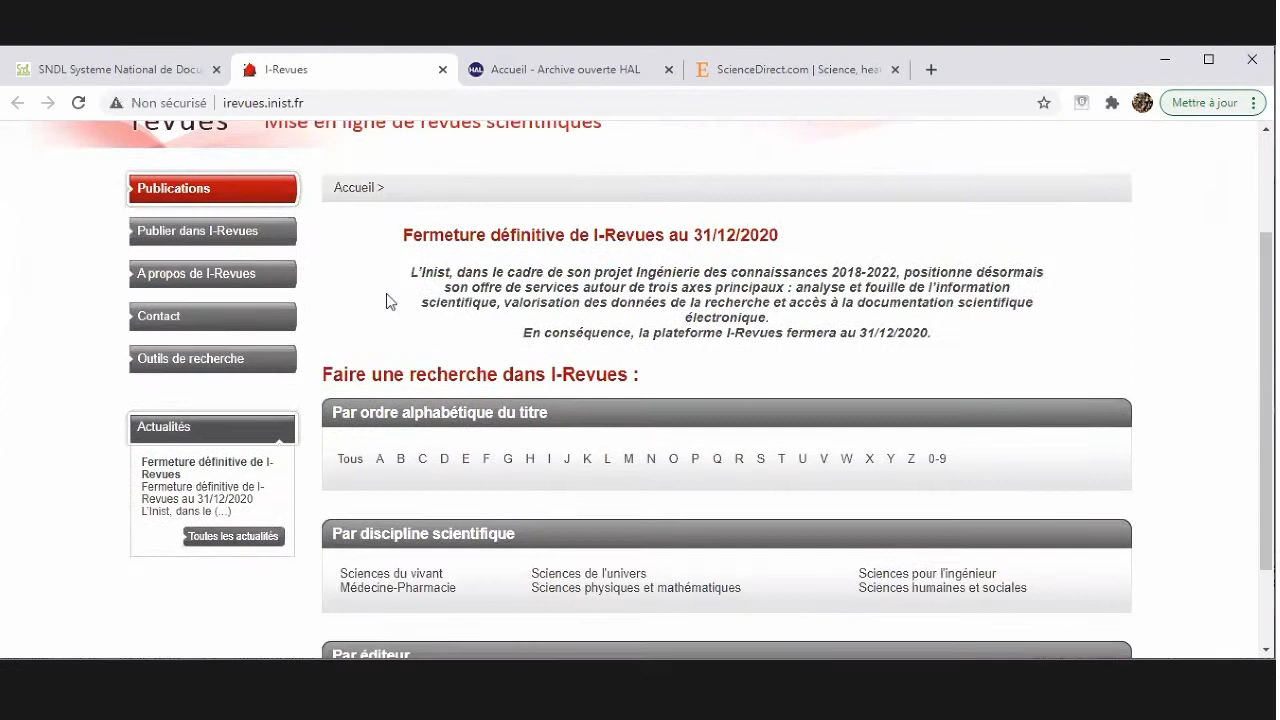 SNDL Systeme National de Docu
I-Revues
Accueil - Archive ouverte HAL
ScienceDirect.com | Science, heal
Non sécurisé
irevues.inist.fr
Mettre à jour
revues
Mise en ligne de revues scientifiques
Publications
Publier dans I-Revues
A propos de I-Revues
Contact
Outils de recherche
Actualités
Fermeture définitive de I-
Revues
Fermeture définitive de I-
Revues au 31/12/2020
L'Inist, dans le (...)
Toutes les actualités
Accueil >
Fermeture définitive de I-Revues au 31/12/2020
L'Inist, dans le cadre de son projet Ingénierie des connaissances 2018-2022, positionne désormais
son offre de services autour de trois axes principaux : analyse et fouille de l'information
scientifique, valorisation des données de la recherche et accès à la documentation scientifique
électronique.
En conséquence, la plateforme I-Revues fermera au 31/12/2020.
Faire une recherche dans I-Revues :
Par ordre alphabétique du titre
Tous A B C D E F G H I J K L M N O P Q R S T U V W X Y Z 0-9
Par discipline scientifique
Sciences du vivant Sciences de l'univers Sciences pour l'ingénieur
Médecine-Pharmacie Sciences physiques et mathématiques Sciences humaines et sociales
Par éditeur